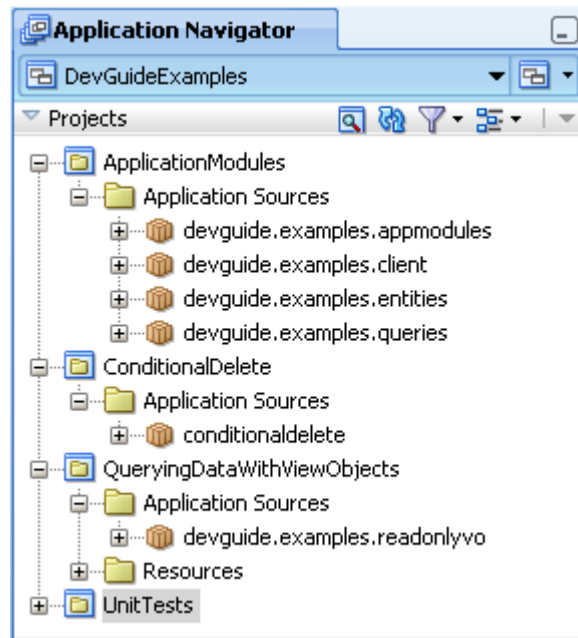 Application Navigator
DevGuideExamples
Projects
ApplicationModules
Application Sources
devguide.examples.appmodules
devguide.examples.client
devguide.examples.entities
devguide.examples.queries
ConditionalDelete
Application Sources
conditionaldelete
QueryingDataWithViewObjects
Application Sources
devguide.examples.readonlyvo
Resources
UnitTests